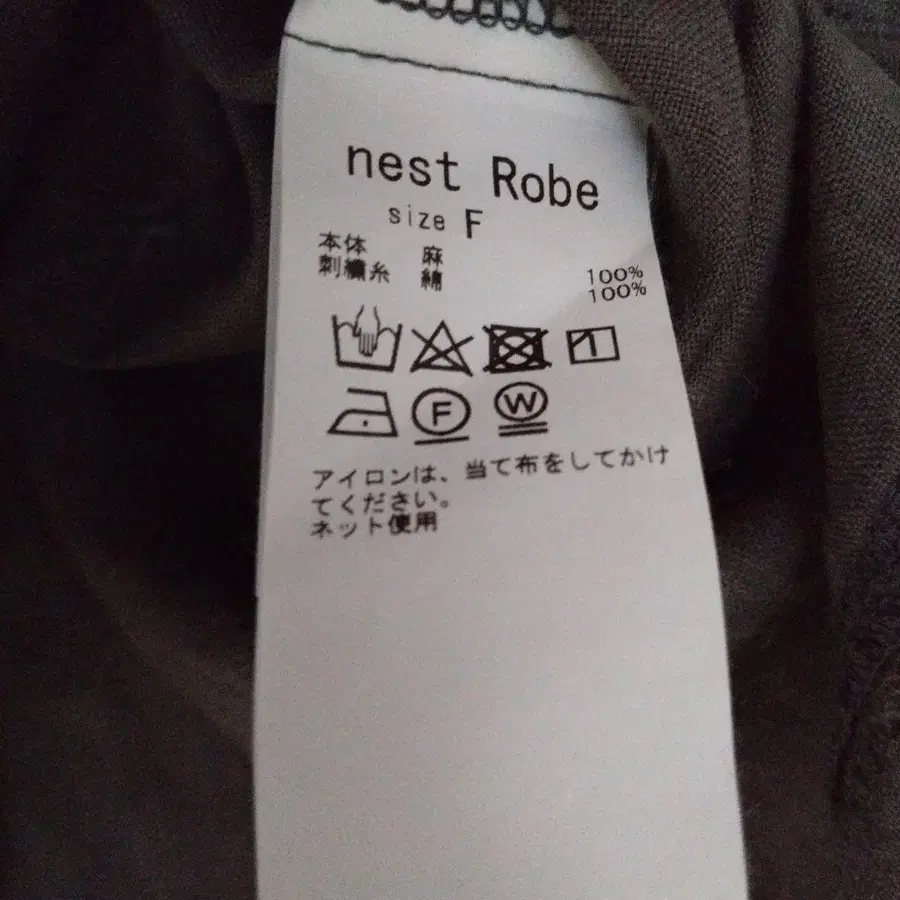 nest Robe
size F
本体 麻 100%
刺繍糸 綿 100%
F W
アイロンは、当て布をしてかけ
てください。
ネット使用